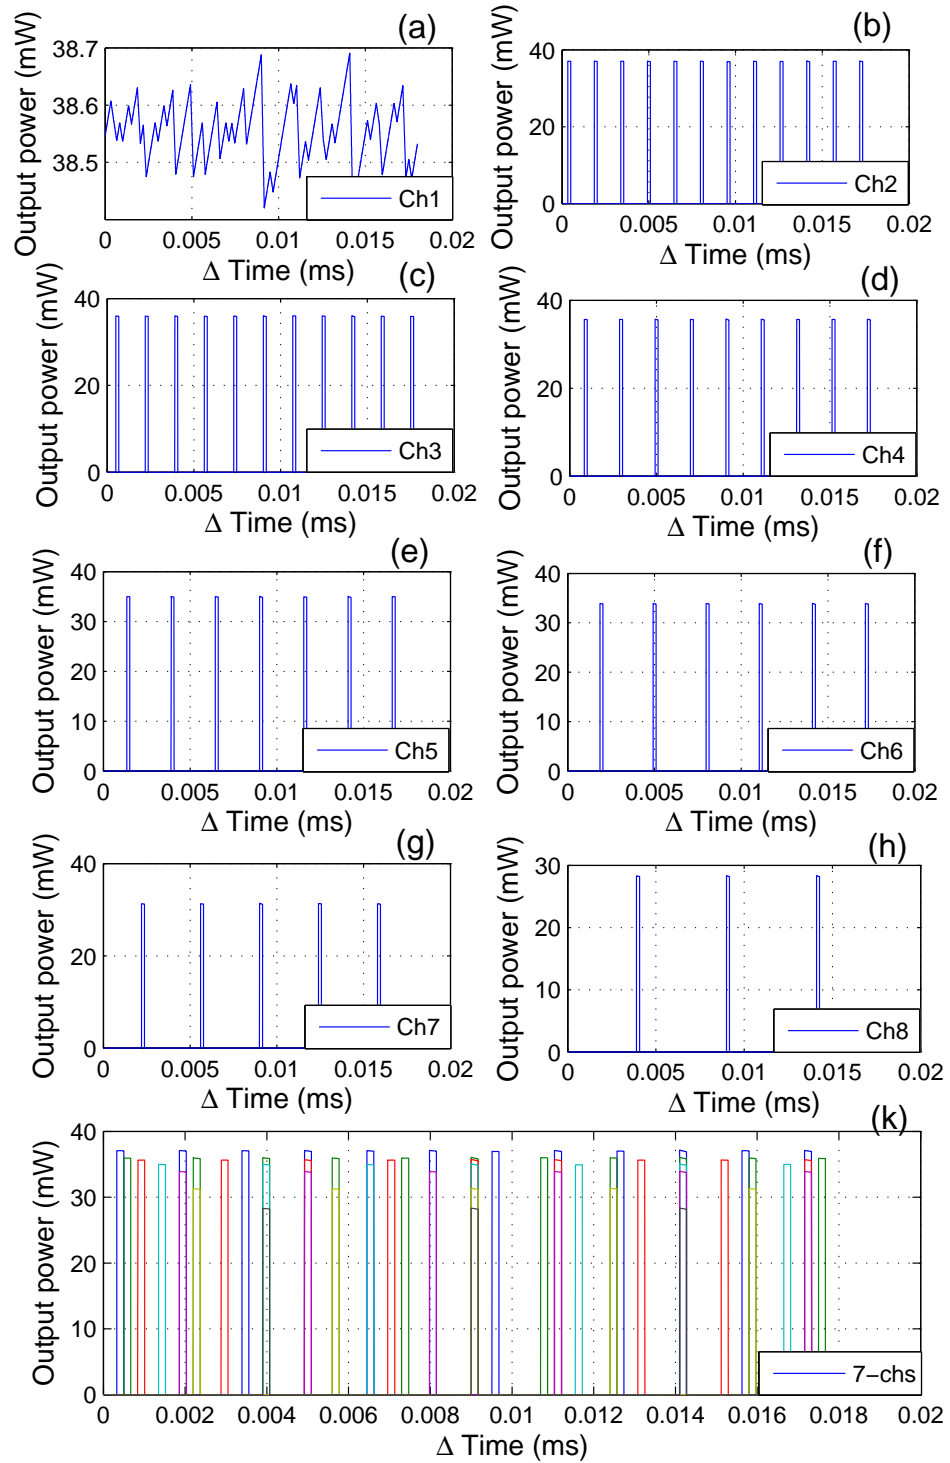 (a)
Output power (mW)
38.7
38.6
38.5
0 0.005 0.01 0.015 0.02
Ch1
Δ Time (ms)
(b)
Output power (mW)
40
20
0
0 0.005 0.01 0.015 0.02
Ch2
Δ Time (ms)
(c)
Output power (mW)
40
20
0
0 0.005 0.01 0.015 0.02
Ch3
Δ Time (ms)
(d)
Output power (mW)
40
20
0
0 0.005 0.01 0.015 0.02
Ch4
Δ Time (ms)
(e)
Output power (mW)
40
30
20
10
0
0 0.005 0.01 0.015 0.02
Ch5
Δ Time (ms)
(f)
Output power (mW)
40
30
20
10
0
0 0.005 0.01 0.015 0.02
Ch6
Δ Time (ms)
(g)
Output power (mW)
40
20
0
0 0.005 0.01 0.015 0.02
Ch7
Δ Time (ms)
(h)
Output power (mW)
30
20
10
0
0 0.005 0.01 0.015 0.02
Ch8
Δ Time (ms)
(k)
Output power (mW)
40
30
20
10
0
0 0.002 0.004 0.006 0.008 0.01 0.012 0.014 0.016 0.018 0.02
7−chs
Δ Time (ms)